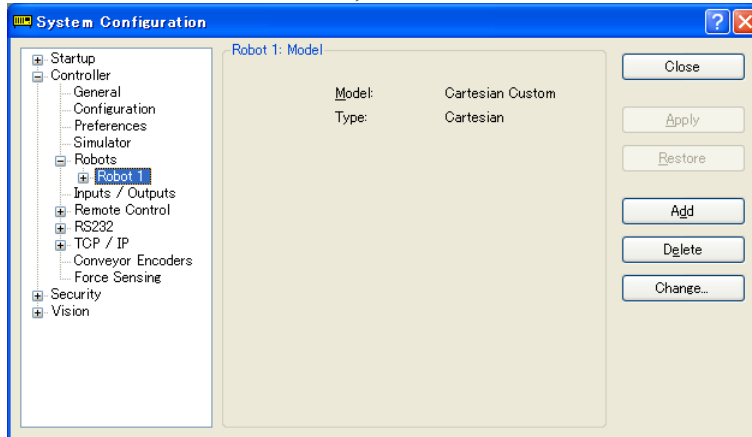 System Configuration
Startup
Controller
General
Configuration
Preferences
Simulator
Robots
Robot 1
Inputs / Outputs
Remote Control
RS232
TCP / IP
Conveyor Encoders
Force Sensing
Security
Vision
Robot 1: Model
Model: Cartesian Custom
Type: Cartesian
Close
Apply
Restore
Add
Delete
Change...